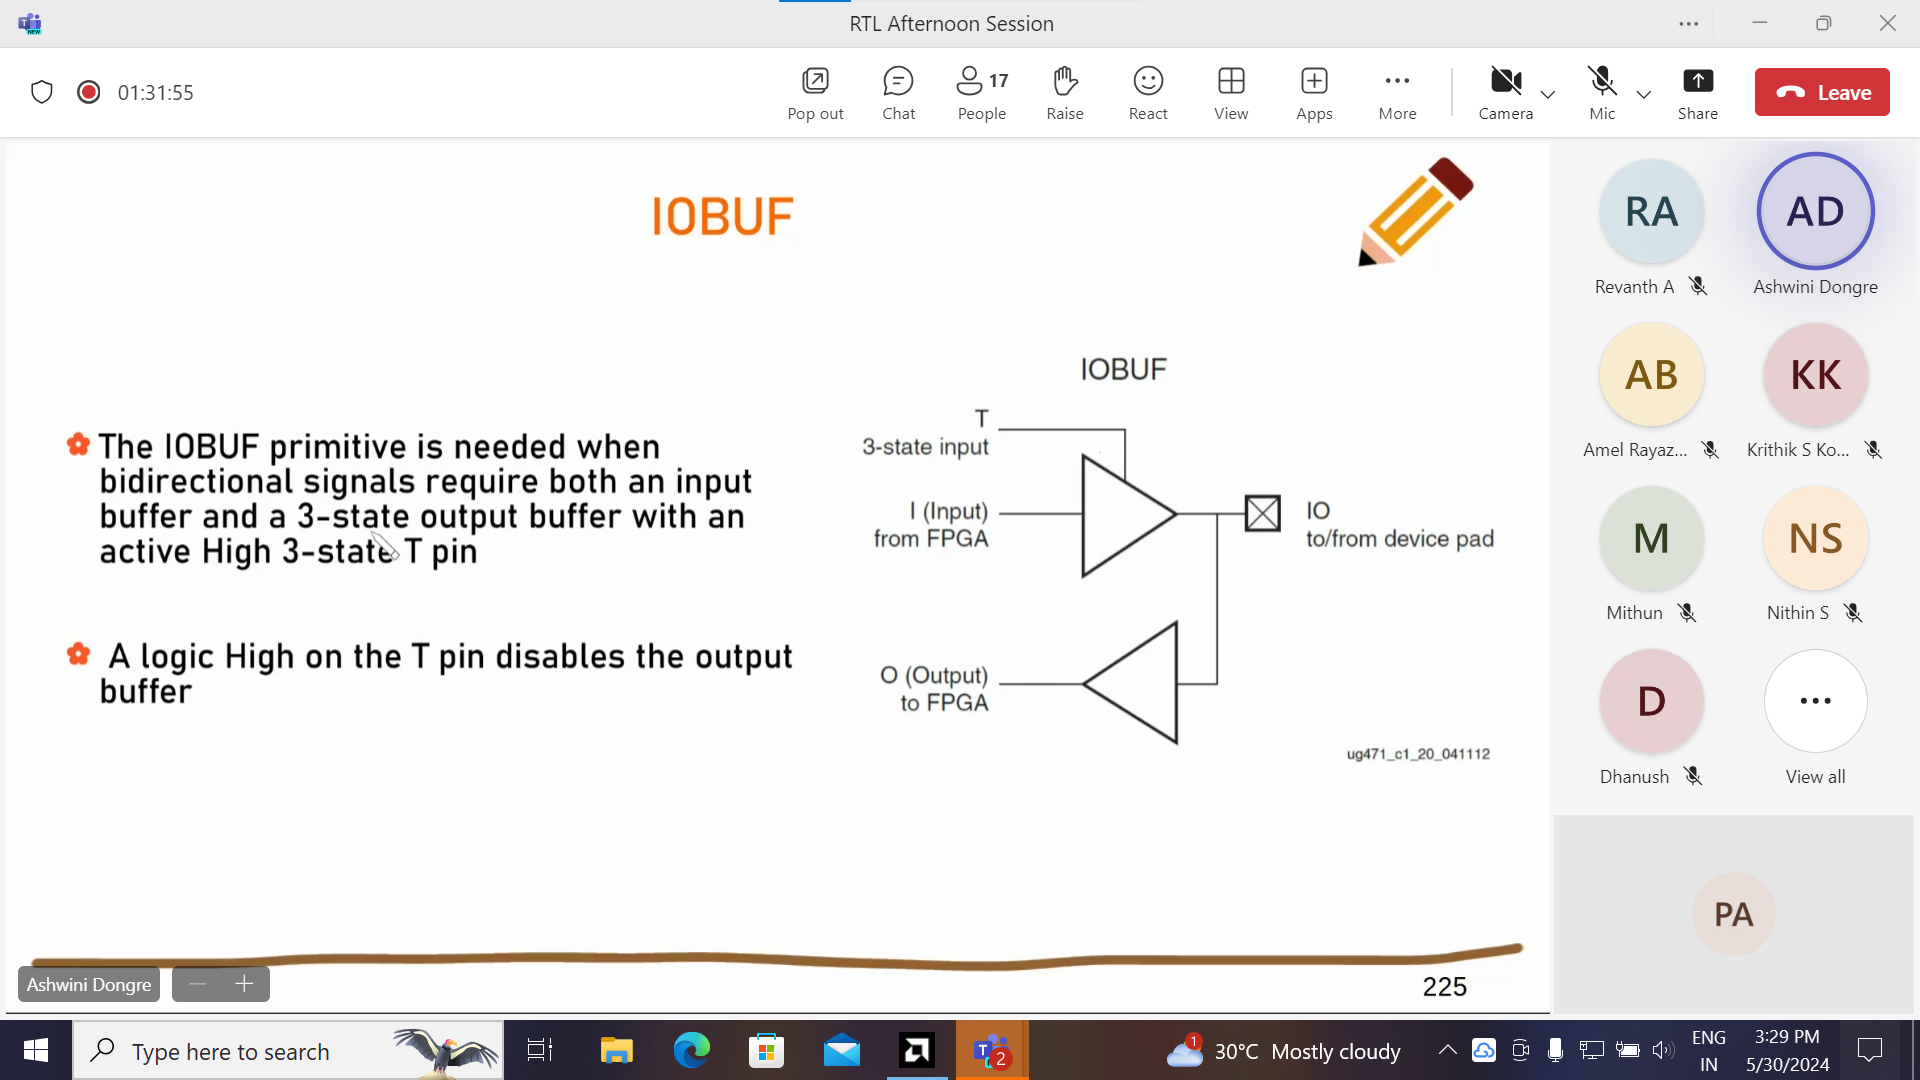 RTL Afternoon Session
NEW
01:31:55
Pop out
Chat
17
People
Raise
React
View
Apps
More
Camera
Mic
Share
Leave
IOBUF
The IOBUF primitive is needed when
bidirectional signals require both an input
buffer and a 3-state output buffer with an
active High 3-state T pin
A logic High on the T pin disables the output
buffer
IOBUF
T
3-state input
I (Input)
from FPGA
IO
to/from device pad
O (Output)
to FPGA
ug471_c1_20_041112
225
Ashwini Dongre
RA
Revanth A
AD
Ashwini Dongre
AB
Amel Rayaz...
KK
Krithik S Ko...
M
Mithun
NS
Nithin S
D
Dhanush
View all
PA
Type here to search
T
2
1
30°C Mostly cloudy
ENG
IN
3:29 PM
5/30/2024